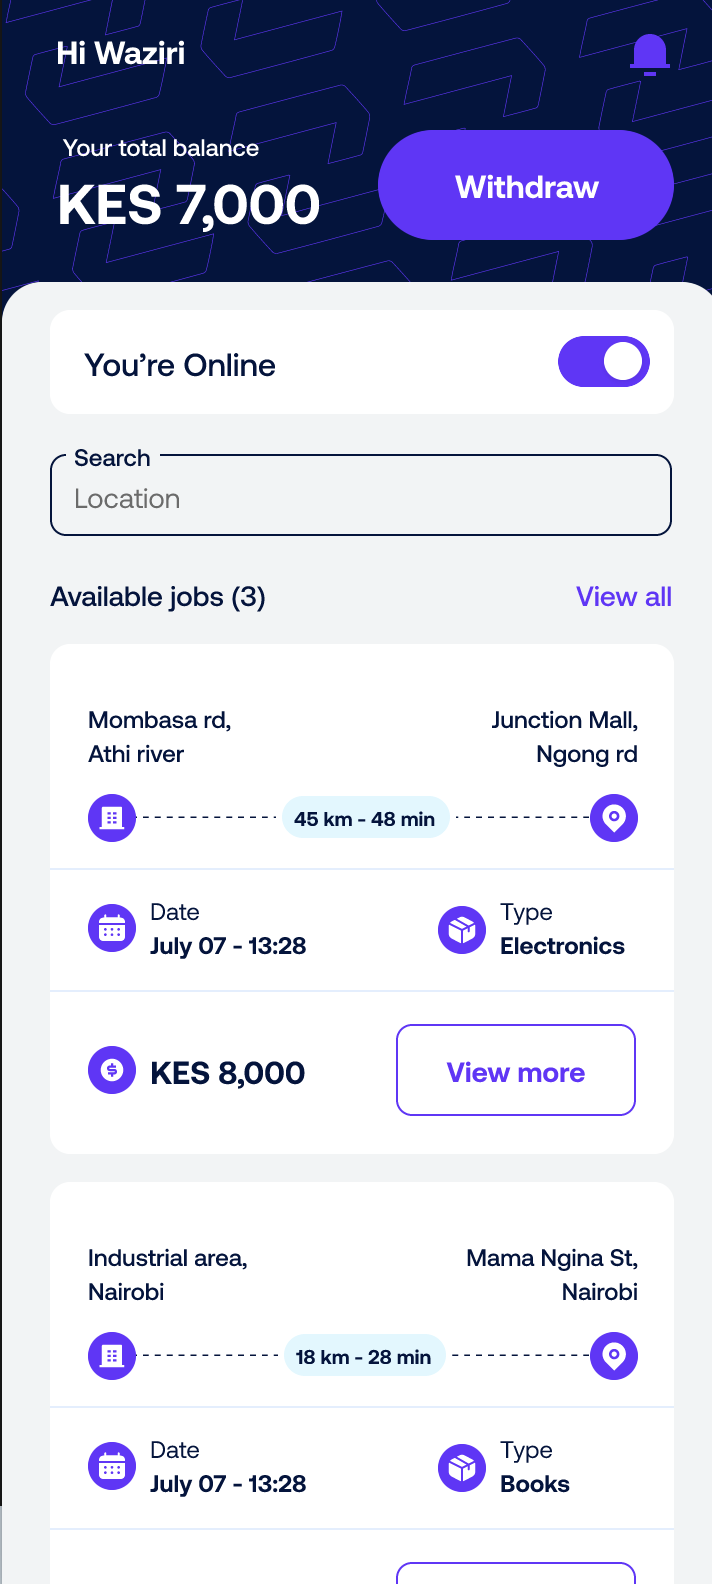 Hi Waziri
Your total balance
KES 7,000
Withdraw
You’re Online
Search
Location
Available jobs (3)
View all
Mombasa rd,
Athi river
Junction Mall,
Ngong rd
45 km - 48 min
Date
July 07 - 13:28
Type
Electronics
KES 8,000
View more
Industrial area,
Nairobi
Mama Ngina St,
Nairobi
18 km - 28 min
Date
July 07 - 13:28
Type
Books